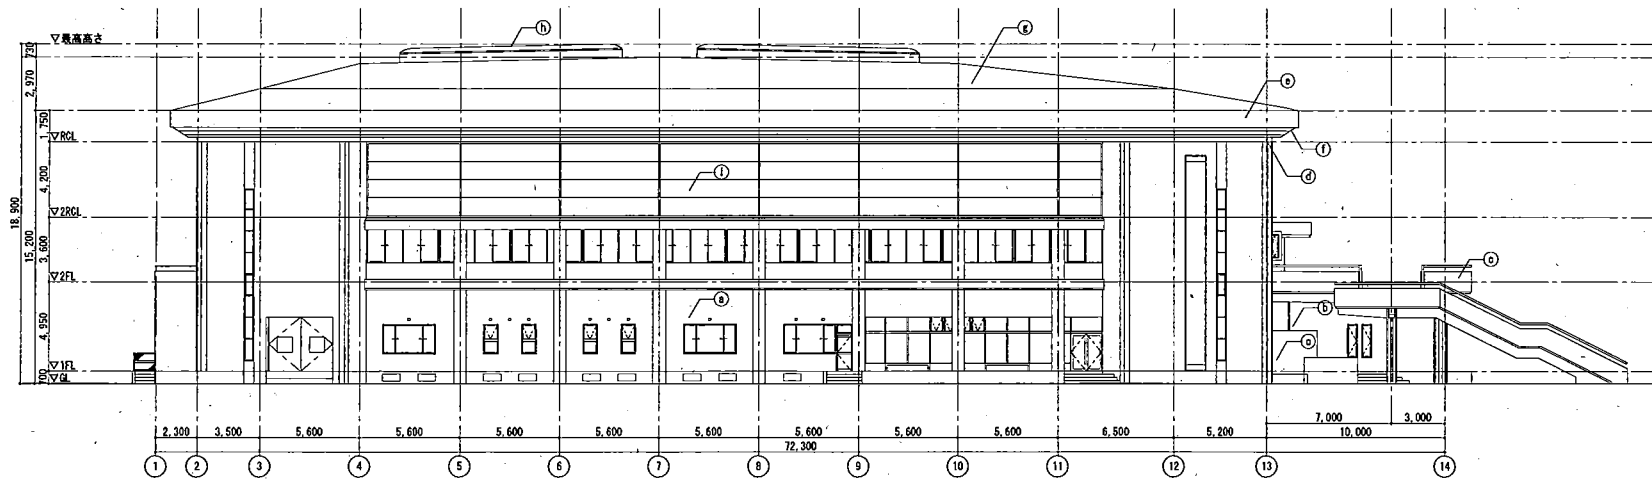 ▽最高高さ
730
2,970
1,750
▽RCL
4,200
18,900
15,200
▽2RCL
3,600
▽2FL
4,950
▽1FL
700
▽GL
h
g
e
f
d
i
a
c
b
2,300 3,500 5,600 5,600 5,600 5,600 5,600 5,600 5,600 5,600 6,500 5,200 7,000 3,000
72,300 10,000
1 2 3 4 5 6 7 8 9 10 11 12 13 14